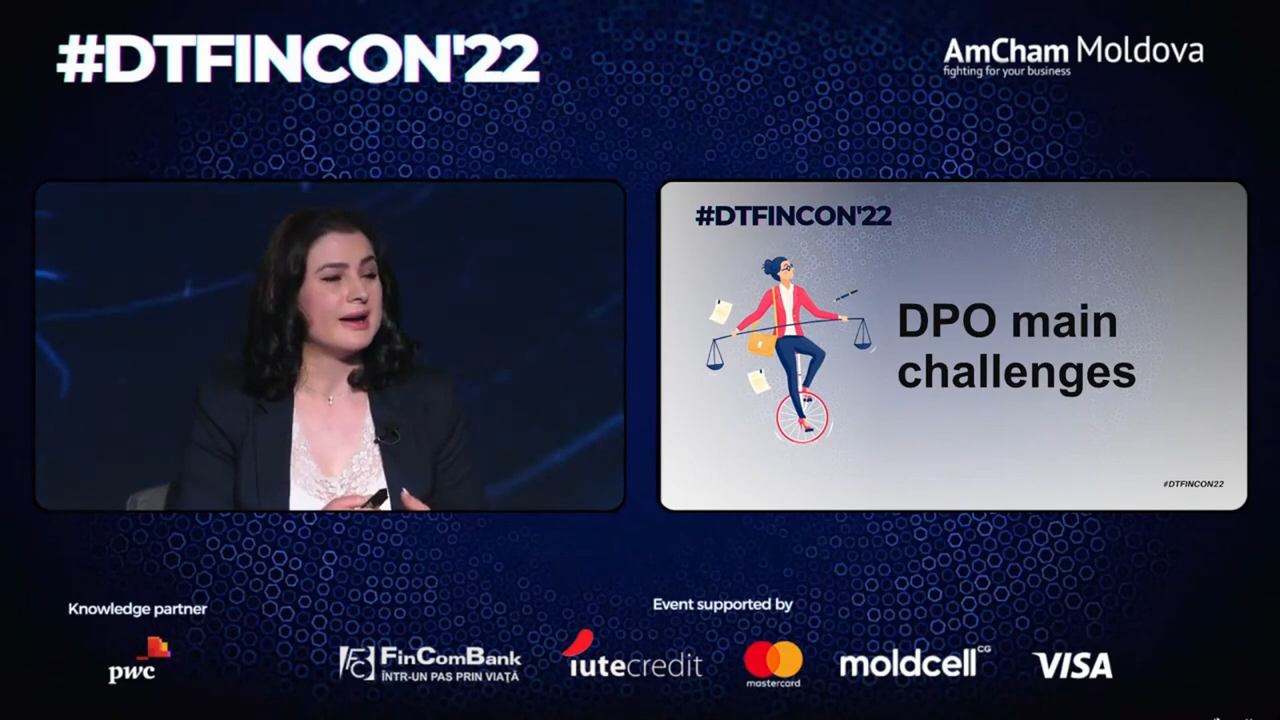 #DTFINCON'22
AmCham Moldova
fighting for your business
#DTFINCON'22
DPO main
challenges
#DTFINCON22
Knowledge partner
Event supported by
pwc
FinComBank
ÎNTR-UN PAS PRIN VIAȚĂ
iutecredit
mastercard
moldcell CG
VISA